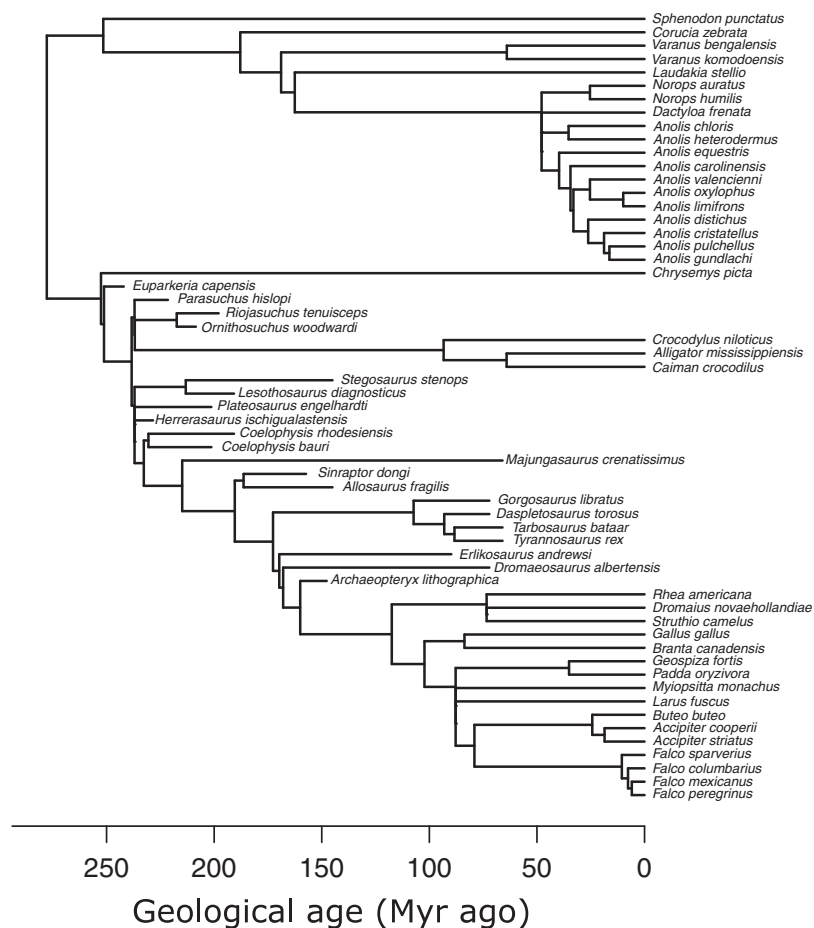 Sphenodon punctatus
Corucia zebrata
Varanus bengalensis
Varanus komodoensis
Laudakia stellio
Norops auratus
Norops humilis
Dactyloa frenata
Anolis chloris
Anolis heterodermus
Anolis equestris
Anolis carolinensis
Anolis valencienni
Anolis oxylophus
Anolis limifrons
Anolis distichus
Anolis cristatellus
Anolis pulchellus
Anolis gundlachi
Chrysemys picta
Euparkeria capensis
Parasuchus hislopi
Riojasuchus tenuisceps
Ornithosuchus woodwardi
Crocodylus niloticus
Alligator mississippiensis
Caiman crocodilus
Stegosaurus stenops
Lesothosaurus diagnosticus
Plateosaurus engelhardti
Herrerasaurus ischigualastensis
Coelophysis rhodesiensis
Coelophysis bauri
Majungasaurus crenatissimus
Sinraptor dongi
Allosaurus fragilis
Gorgosaurus libratus
Daspletosaurus torosus
Tarbosaurus bataar
Tyrannosaurus rex
Erlikosaurus andrewsi
Dromaeosaurus albertensis
Archaeopteryx lithographica
Rhea americana
Dromaius novaehollandiae
Struthio camelus
Gallus gallus
Branta canadensis
Geospiza fortis
Padda oryzivora
Myiopsitta monachus
Larus fuscus
Buteo buteo
Accipiter cooperii
Accipiter striatus
Falco sparverius
Falco columbarius
Falco mexicanus
Falco peregrinus
250 200 150 100 50 0
Geological age (Myr ago)